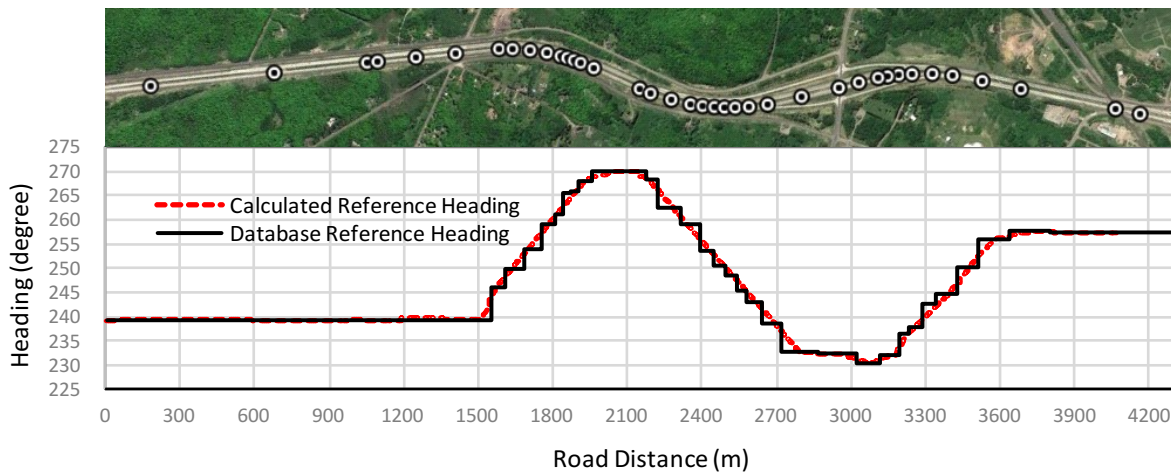 275
270
265
260
255
250
245
240
235
230
225
Heading (degree)
Calculated Reference Heading
Database Reference Heading
0 300 600 900 1200 1500 1800 2100 2400 2700 3000 3300 3600 3900 4200
Road Distance (m)